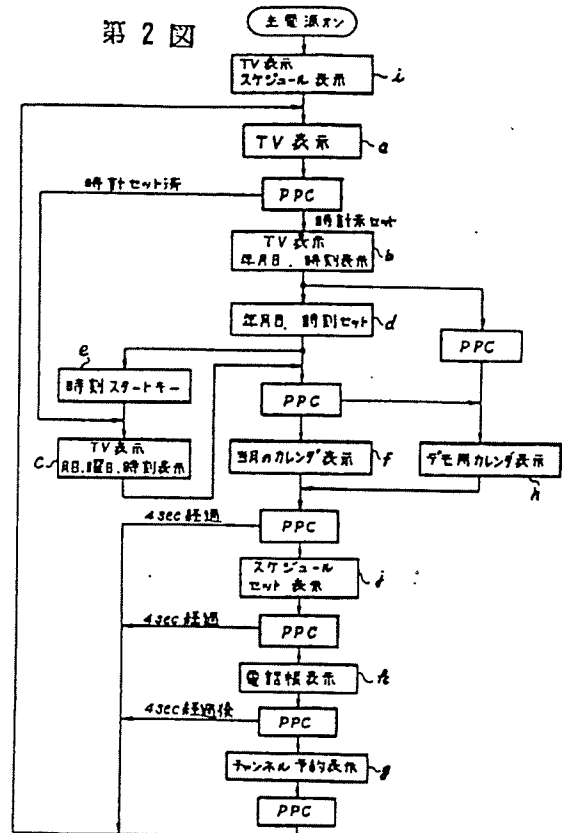 第2図
主電源オン
TV表示
スケジュール表示
i
TV表示
a
時計セット済
PPC
時計未セット
TV表示
年月日、時刻表示
b
年月日、時刻セット
d
PPC
e
時刻スタートキー
PPC
TV表示
月日、曜日、時刻表示
c
当月のカレンダ表示
f
デモ用カレンダ表示
h
4sec経過
PPC
スケジュール
セット表示
j
4sec経過
PPC
電話帳表示
k
4sec経過後
PPC
チャンネル予約表示
g
PPC